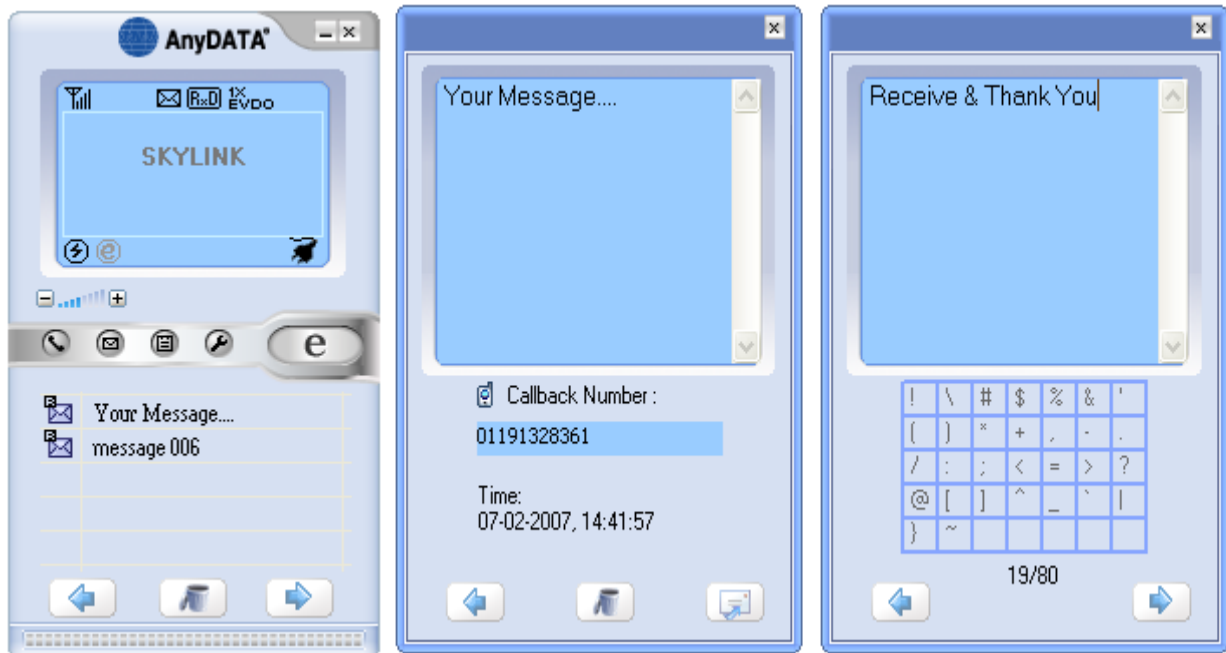 AnyDATA®
RxD 1X EVDO
SKYLINK
e
e
Your Message....
message 006
Your Message....
Callback Number :
01191328361
Time:
07-02-2007, 14:41:57
Receive & Thank You
! \ # $ % & '
( ) * + , - .
/ : ; < = > ?
@ [ ] ^ _ ` |
} ~
19/80